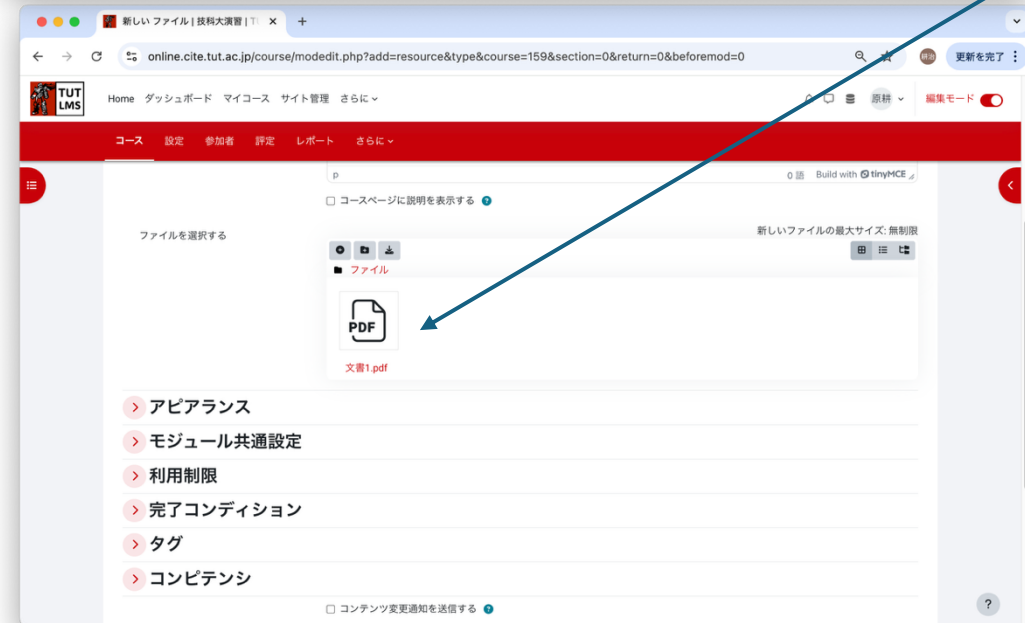 新しい ファイル | 技科大演習 | T
online.cite.tut.ac.jp/course/modedit.php?add=resource&type&course=159&section=0&return=0&beforemod=0
更新を完了
TUT LMS
Home ダッシュボード マイコース サイト管理 さらに
原耕
編集モード
コース 設定 参加者 評定 レポート さらに
p
0 語 Build with tinyMCE
コースページに説明を表示する
ファイルを選択する
新しいファイルの最大サイズ: 無制限
ファイル
PDF
文書1.pdf
アピアランス
モジュール共通設定
利用制限
完了コンディション
タグ
コンピテンシ
コンテンツ変更通知を送信する
?